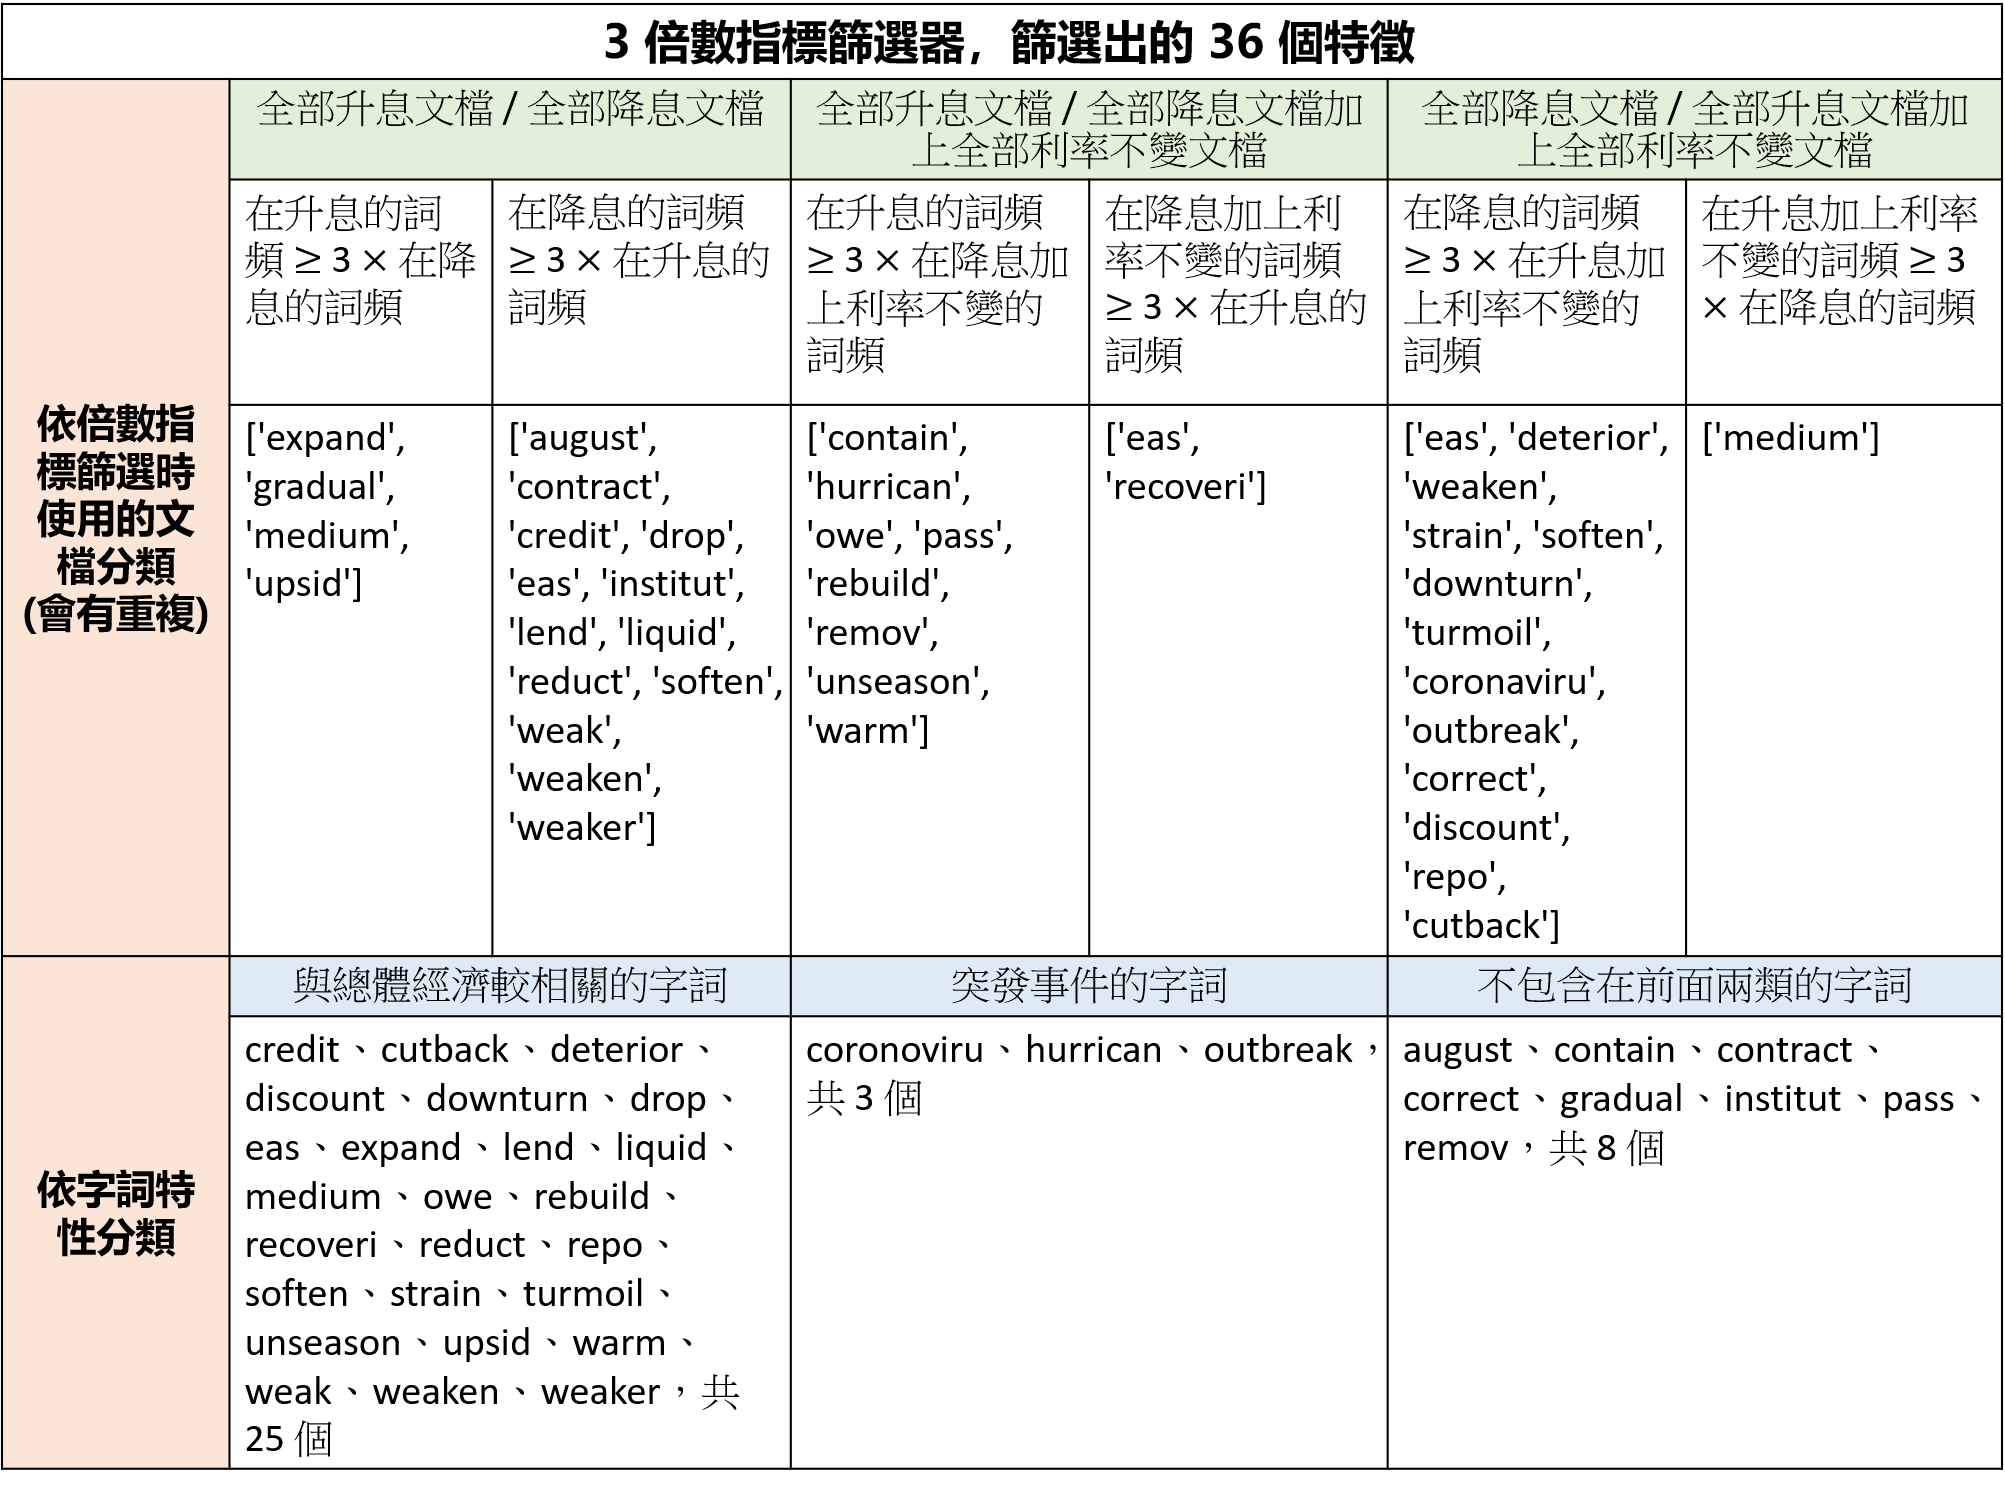 3 倍數指標篩選器，篩選出的 36 個特徵
依倍數指
標篩選時
使用的文
檔分類
(會有重複)
全部升息文檔 / 全部降息文檔
全部升息文檔 / 全部降息文檔加
上全部利率不變文檔
全部降息文檔 / 全部升息文檔加
上全部利率不變文檔
在升息的詞
頻 ≥ 3 × 在降
息的詞頻
在降息的詞頻
≥ 3 × 在升息的
詞頻
在升息的詞頻
≥ 3 × 在降息加
上利率不變的
詞頻
在降息加上利
率不變的詞頻
≥ 3 × 在升息的
詞頻
在降息的詞頻
≥ 3 × 在升息加
上利率不變的
詞頻
在升息加上利率
不變的詞頻 ≥ 3
× 在降息的詞頻
['expand',
'gradual',
'medium',
'upsid']
['august',
'contract',
'credit', 'drop',
'eas', 'institut',
'lend', 'liquid',
'reduct', 'soften',
'weak',
'weaken',
'weaker']
['contain',
'hurrican',
'owe', 'pass',
'rebuild',
'remov',
'unseason',
'warm']
['eas',
'recoveri']
['eas', 'deterior',
'weaken',
'strain', 'soften',
'downturn',
'turmoil',
'coronaviru',
'outbreak',
'correct',
'discount',
'repo',
'cutback']
['medium']
依字詞特
性分類
與總體經濟較相關的字詞
突發事件的字詞
不包含在前面兩類的字詞
credit、cutback、deterior、
discount、downturn、drop、
eas、expand、lend、liquid、
medium、owe、rebuild、
recoveri、reduct、repo、
soften、strain、turmoil、
unseason、upsid、warm、
weak、weaken、weaker，共
25 個
coronoviru、hurrican、outbreak，
共 3 個
august、contain、contract、
correct、gradual、institut、pass、
remov，共 8 個